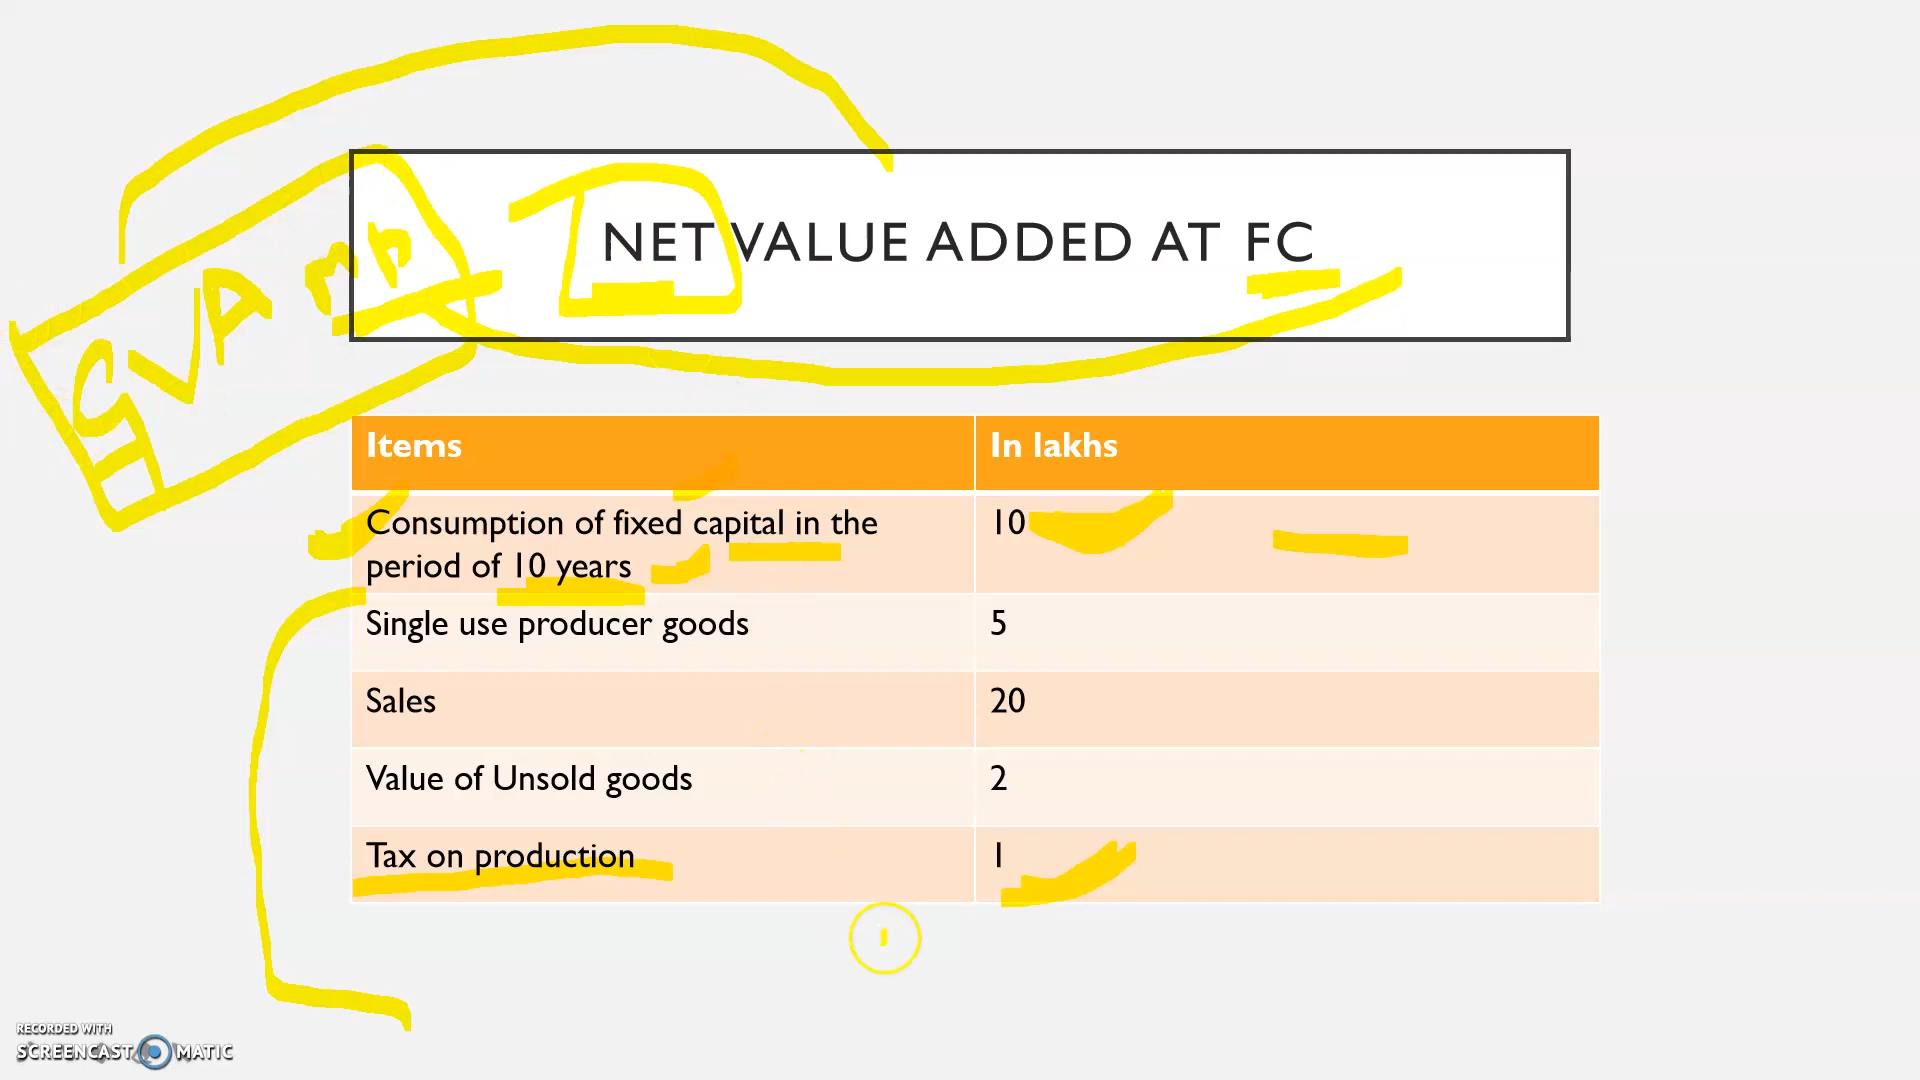 NET VALUE ADDED AT FC
GVA mp
Items
In lakhs
Consumption of fixed capital in the
period of 10 years
10
Single use producer goods
5
Sales
20
Value of Unsold goods
2
Tax on production
1
RECORDED WITH
SCREENCAST MATIC